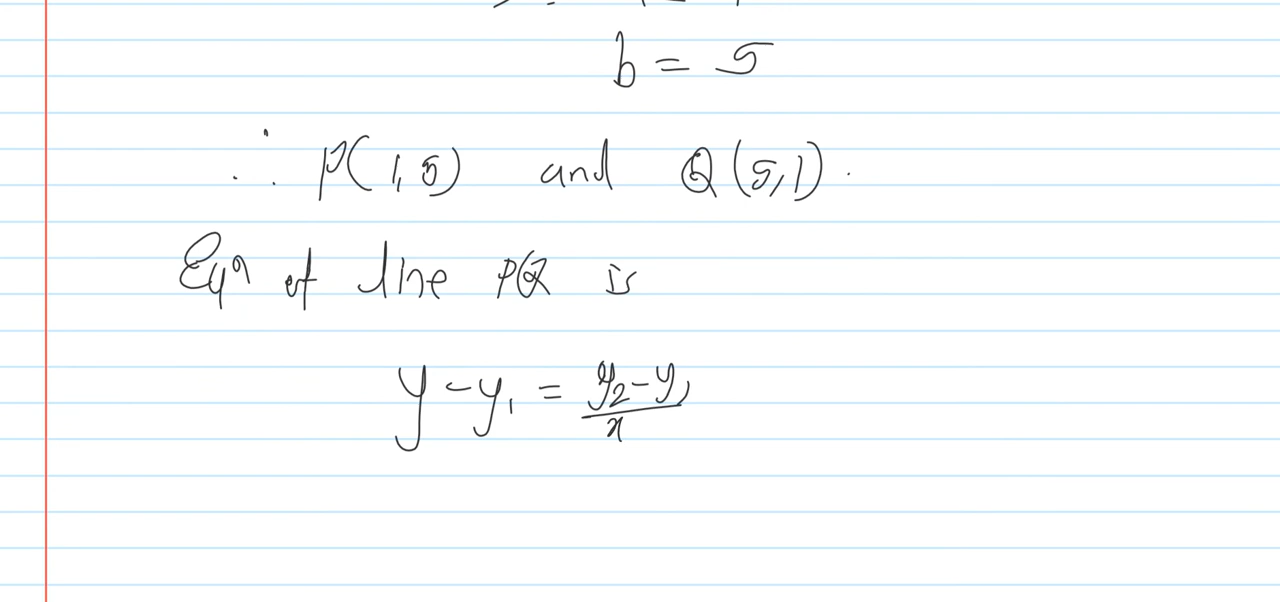 b = 5
∴ P(1,5) and Q(5,1).
Eqn of line PQ is
y - y₁ = (y₂ - y₁)/x